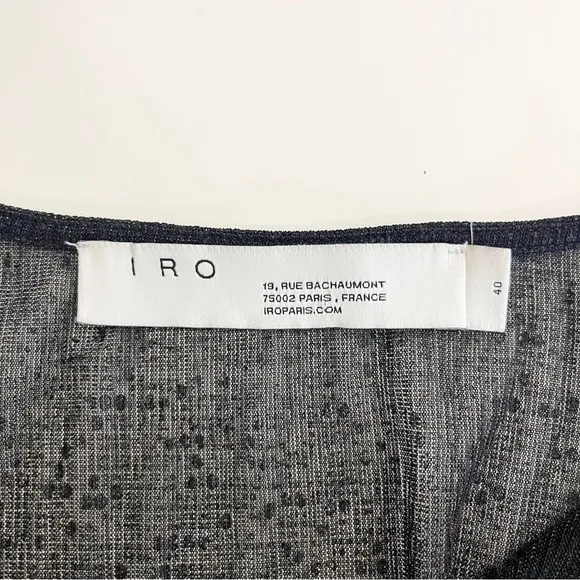 IRO
19, RUE BACHAUMONT
75002 PARIS , FRANCE
IROPARIS.COM
40